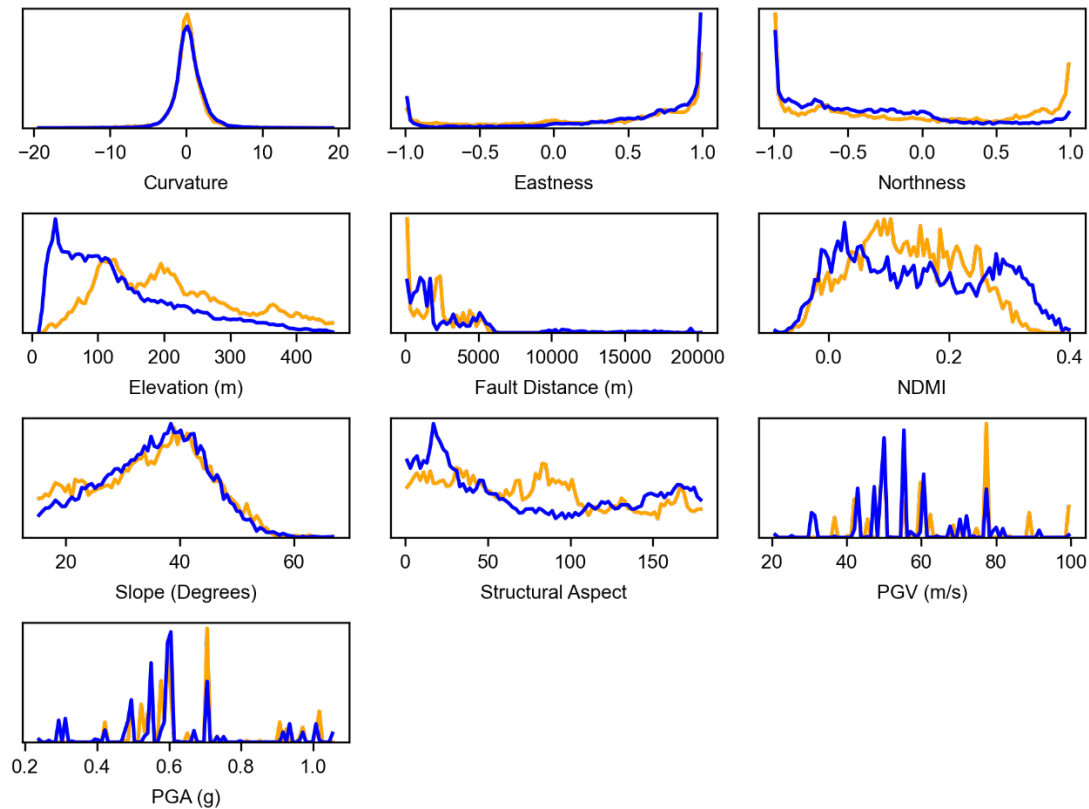 −20 −10 0 10 20
Curvature
−1.0 −0.5 0.0 0.5 1.0
Eastness
−1.0 −0.5 0.0 0.5 1.0
Northness
0 100 200 300 400
Elevation (m)
0 5000 10000 15000 20000
Fault Distance (m)
0.0 0.2 0.4
NDMI
20 40 60
Slope (Degrees)
0 50 100 150
Structural Aspect
20 40 60 80 100
PGV (m/s)
0.2 0.4 0.6 0.8 1.0
PGA (g)